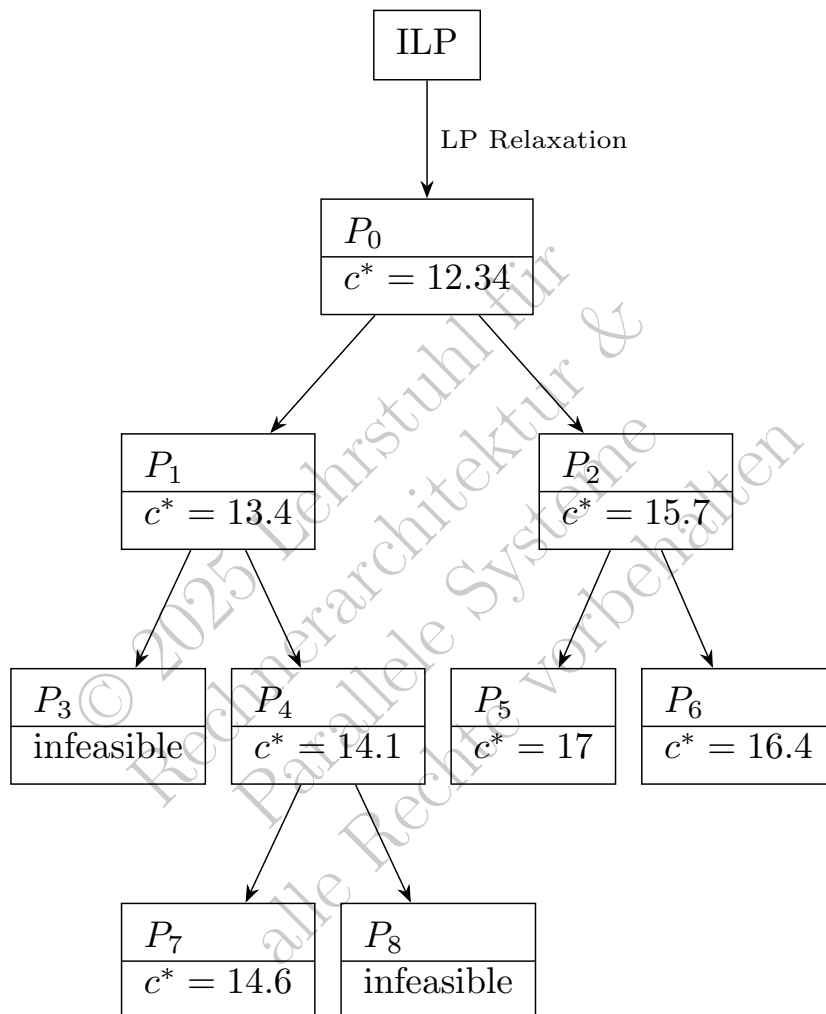 ILP
LP Relaxation
P₀
c* = 12.34
P₁
c* = 13.4
P₂
c* = 15.7
P₃
infeasible
P₄
c* = 14.1
P₅
c* = 17
P₆
c* = 16.4
P₇
c* = 14.6
P₈
infeasible
© 2025 Lehrstuhl für
Rechnerarchitektur &
Parallele Systeme
alle Rechte vorbehalten